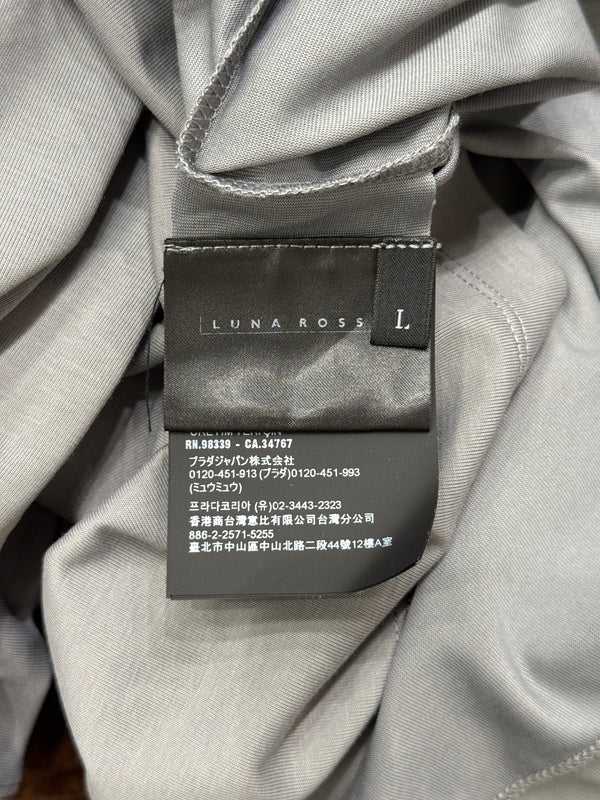 LUNA ROSS
L
RN.98339 - CA.34767
プラダジャパン株式会社
0120-451-913 (プラダ)0120-451-993
(ミュウミュウ)
프라다코리아 (유)02-3443-2323
香港商台灣意比有限公司台灣分公司
886-2-2571-5255
臺北市中山區中山北路二段44號12樓A室